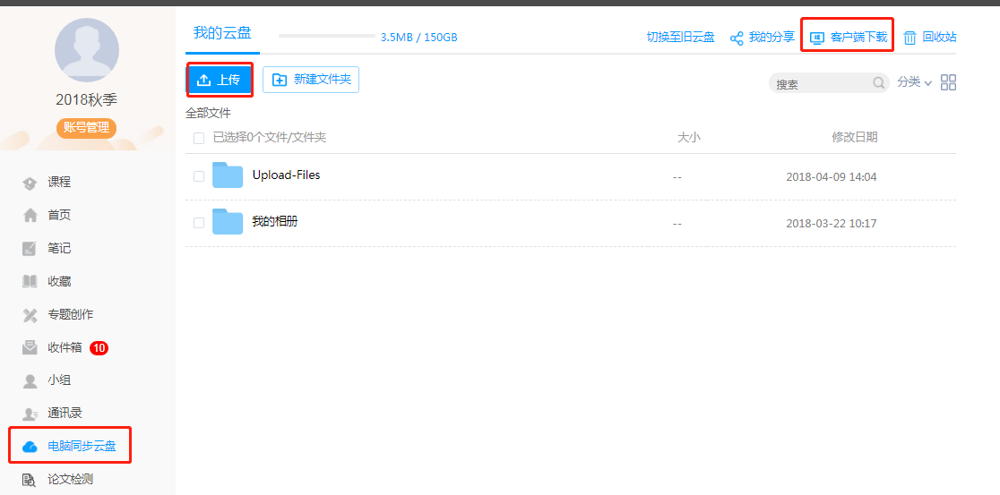 2018秋季
账号管理
课程
首页
笔记
收藏
专题创作
收件箱 10
小组
通讯录
电脑同步云盘
论文检测
我的云盘 3.5MB / 150GB 切换至旧云盘 我的分享 客户端下载 回收站
上传 新建文件夹 搜索 分类
全部文件
已选择0个文件/文件夹 大小 修改日期
Upload-Files -- 2018-04-09 14:04
我的相册 -- 2018-03-22 10:17